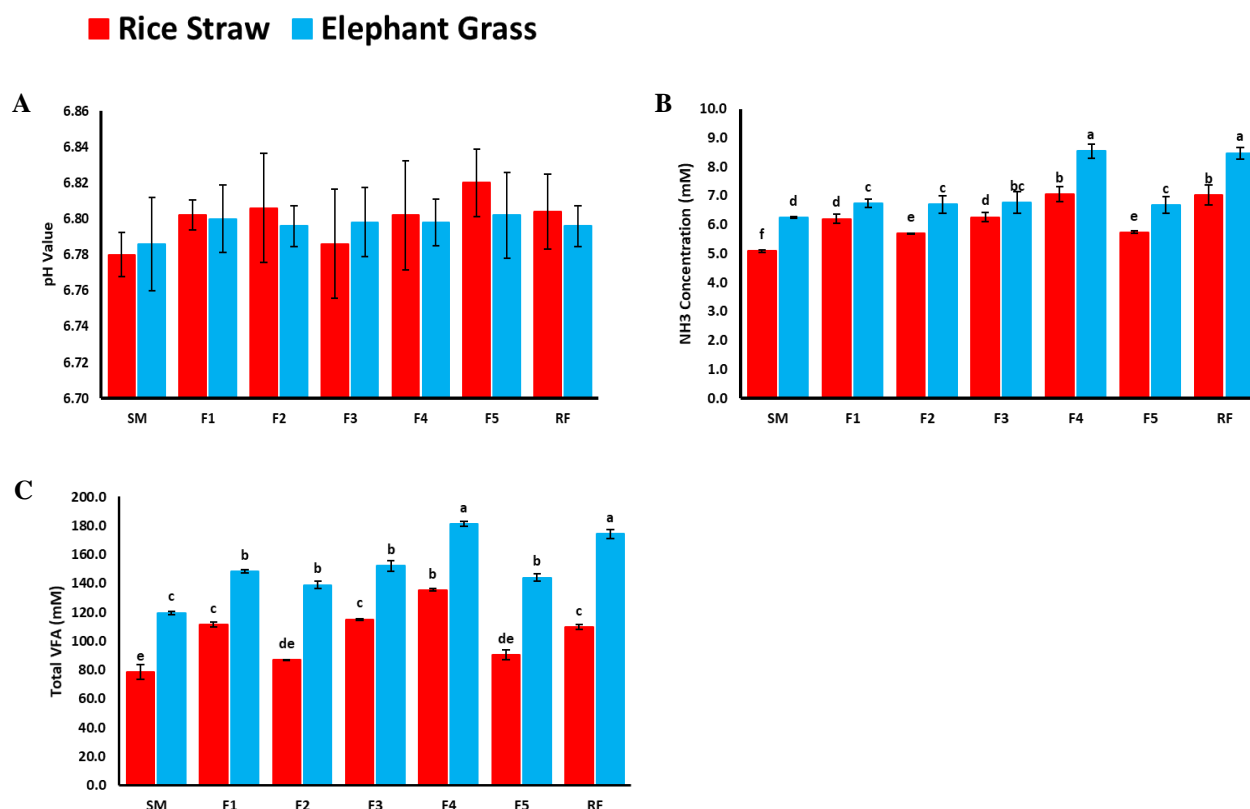 Rice Straw Elephant Grass
A
pH Value
6.86
6.84
6.82
6.80
6.78
6.76
6.74
6.72
6.70
SM F1 F2 F3 F4 F5 RF
B
NH3 Concentration (mM)
10.0
9.0
8.0
7.0
6.0
5.0
4.0
3.0
2.0
1.0
0.0
f d d c e c d bc b a e c b a
SM F1 F2 F3 F4 F5 RF
C
Total VFA (mM)
200.0
180.0
160.0
140.0
120.0
100.0
80.0
60.0
40.0
20.0
0.0
e c c b de b c b b a de b c a
SM F1 F2 F3 F4 F5 RF